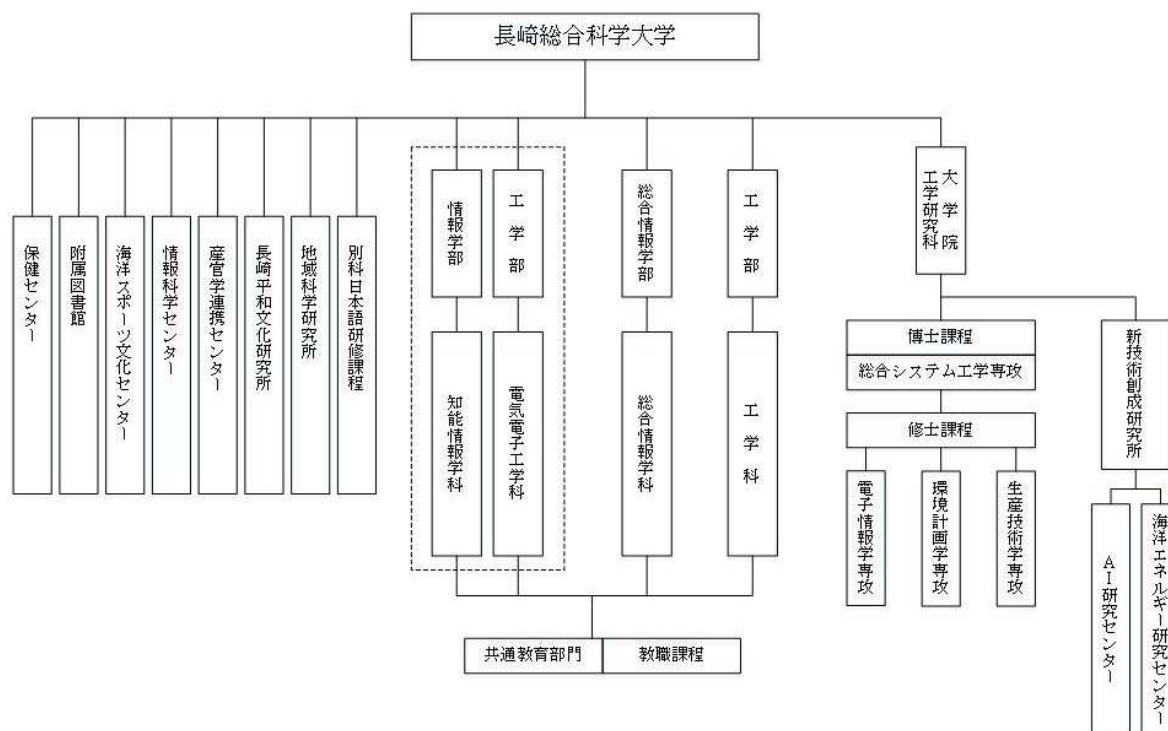 長崎総合科学大学
保健センター
附属図書館
海洋スポーツ文化センター
情報科学センター
産官学連携センター
長崎平和文化研究所
地域科学研究所
別科日本語研修課程
情報学部
工学部
総合情報学部
工学部
大学院
工学研究科
知能情報学科
電気電子工学科
総合情報学科
工学科
博士課程
総合システム工学専攻
修士課程
電子情報学専攻
環境計画学専攻
生産技術学専攻
新技術創成研究所
AI研究センター
海洋エネルギー研究センター
共通教育部門
教職課程